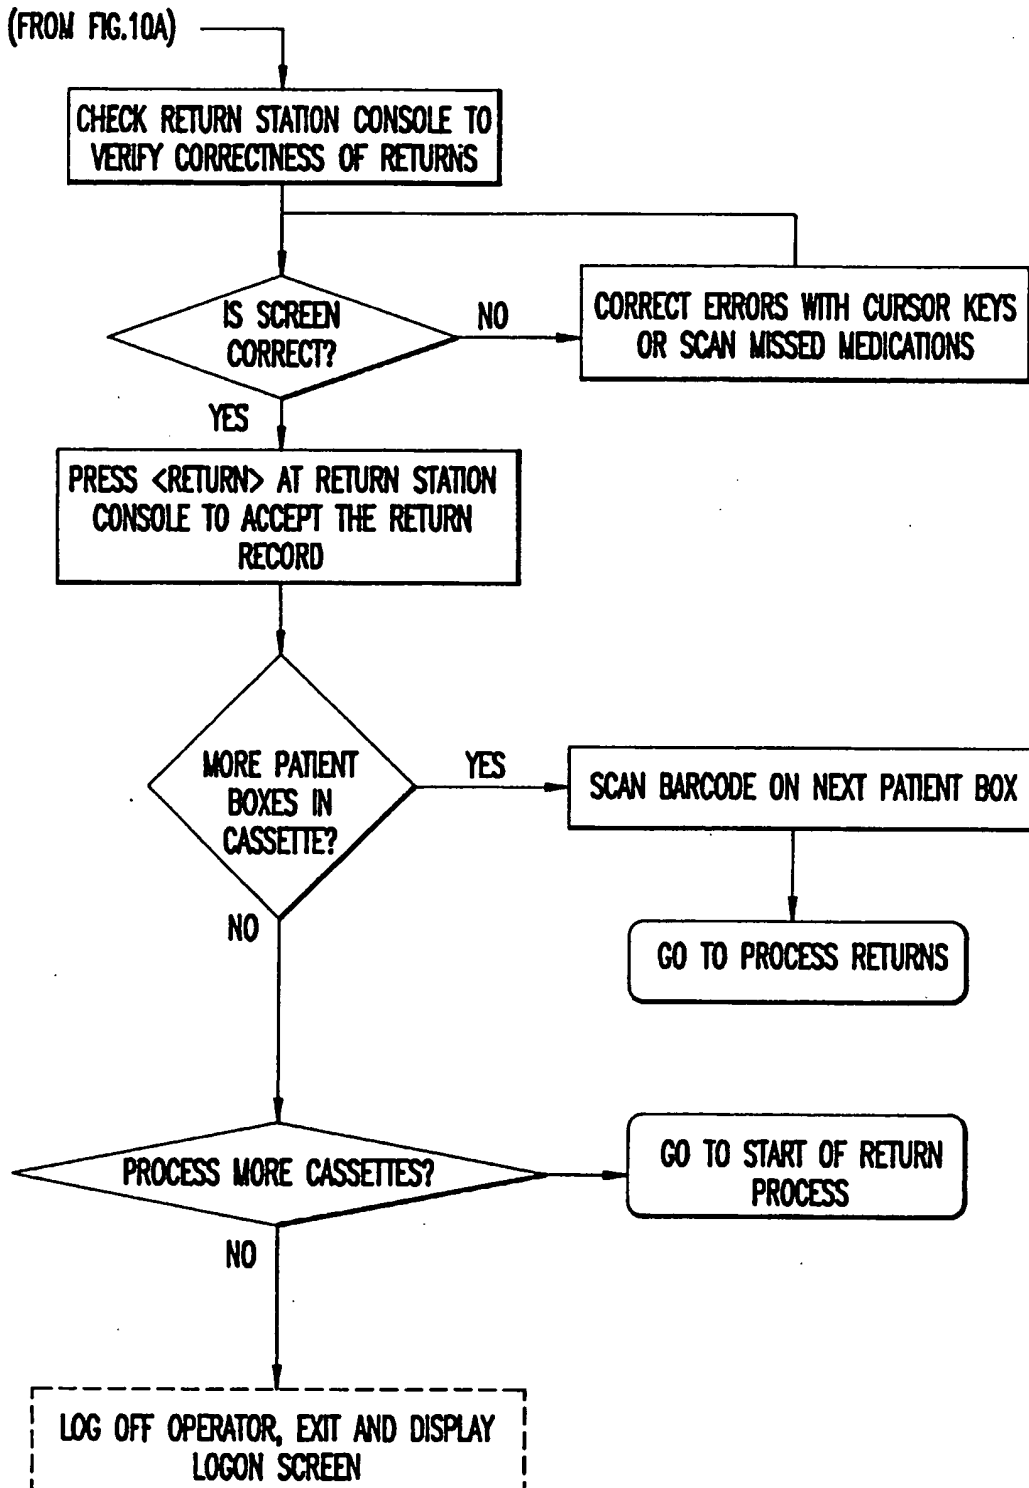 (FROM FIG.10A)
CHECK RETURN STATION CONSOLE TO
VERIFY CORRECTNESS OF RETURNS
IS SCREEN
CORRECT?
NO
CORRECT ERRORS WITH CURSOR KEYS
OR SCAN MISSED MEDICATIONS
YES
PRESS <RETURN> AT RETURN STATION
CONSOLE TO ACCEPT THE RETURN
RECORD
MORE PATIENT
BOXES IN
CASSETTE?
YES
SCAN BARCODE ON NEXT PATIENT BOX
NO
GO TO PROCESS RETURNS
PROCESS MORE CASSETTES?
GO TO START OF RETURN
PROCESS
NO
LOG OFF OPERATOR, EXIT AND DISPLAY
LOGON SCREEN